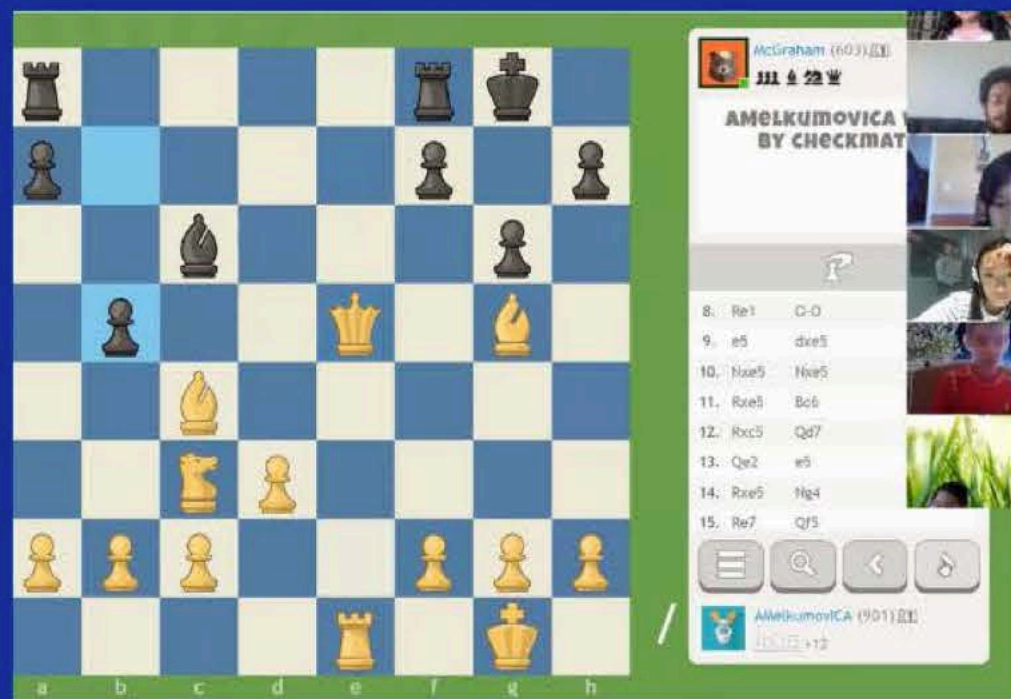 McGraham (603)
AMELKUMOVICA
BY CHECKMAT
8. Re1 O-O
9. e5 dxe5
10. Nxe5 Nxe5
11. Rxe5 Bc6
12. Rxc5 Qd7
13. Qe2 e5
14. Rxe5 Ng4
15. Re7 Qf5
/
AMelkumovICA (901)
+12
a b c d e f g h